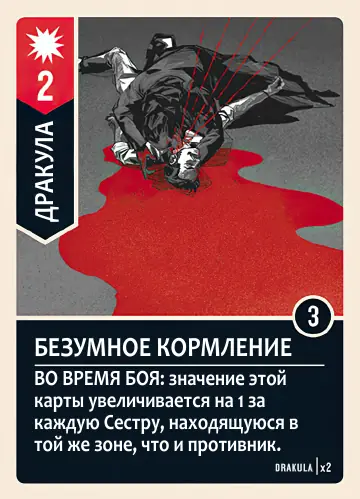 2
ДРАКУЛА
3
БЕЗУМНОЕ КОРМЛЕНИЕ
ВО ВРЕМЯ БОЯ: значение этой
карты увеличивается на 1 за
каждую Сестру, находящуюся в
той же зоне, что и противник.
DRAKULA | x2